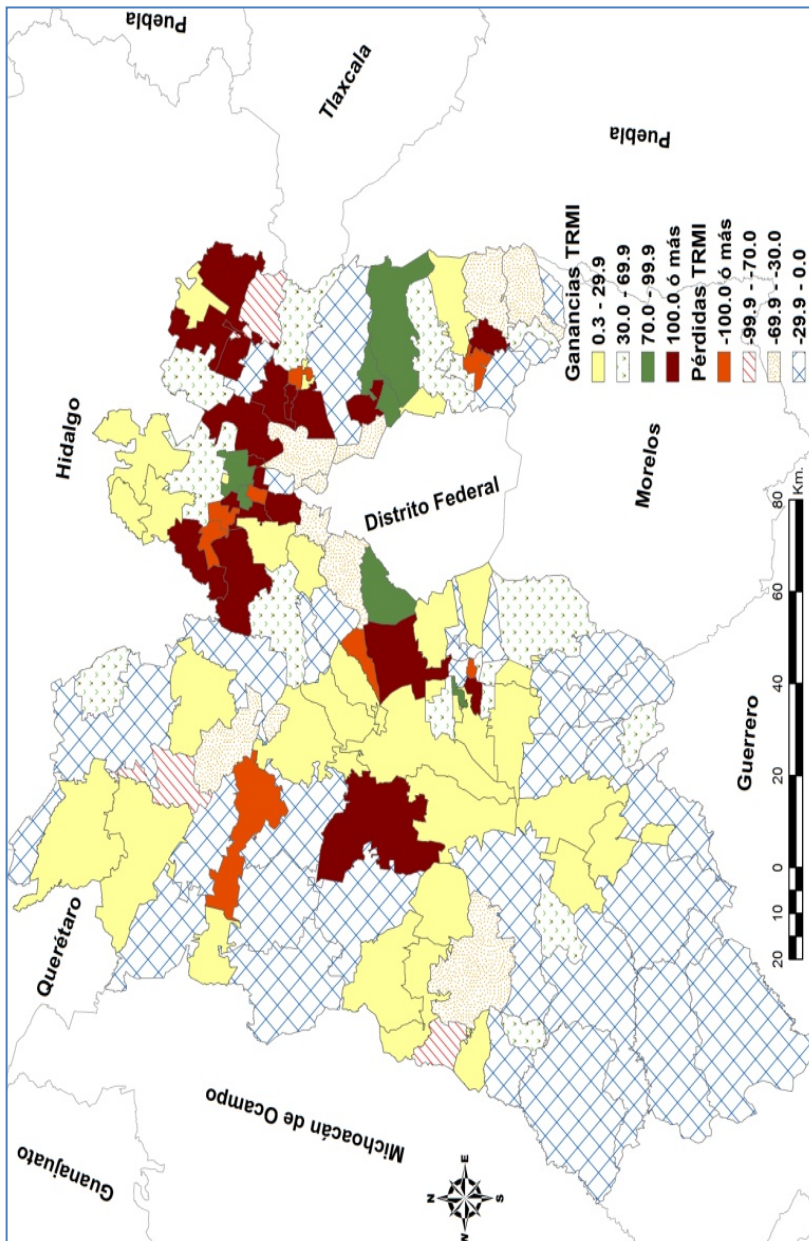 Puebla
Tlaxcala
Puebla
Hidalgo
Distrito Federal
Morelos
Querétaro
Guerrero
Guanajuato
Michoacán de Ocampo
N
E
S
W
Ganancias TRMI
0.3 - 29.9
30.0 - 69.9
70.0 - 99.9
100.0 ó más
Pérdidas TRMI
-100.0 ó más
-99.9 - -70.0
-69.9 - -30.0
-29.9 - 0.0
20 10 0 20 40 60 80
Km.